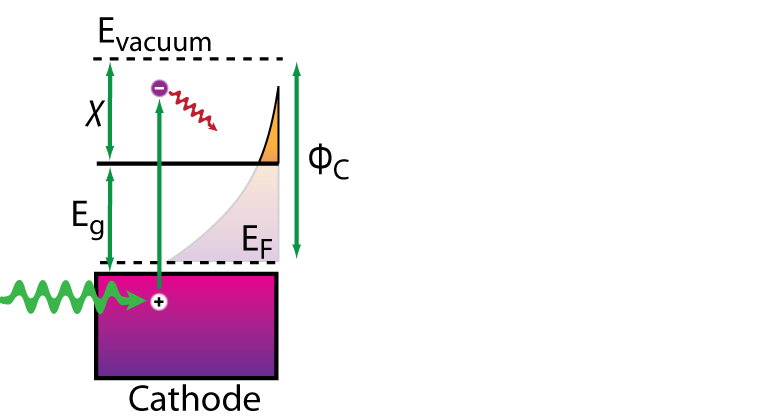 Evacuum
χ
ΦC
Eg
EF
−
+
Cathode